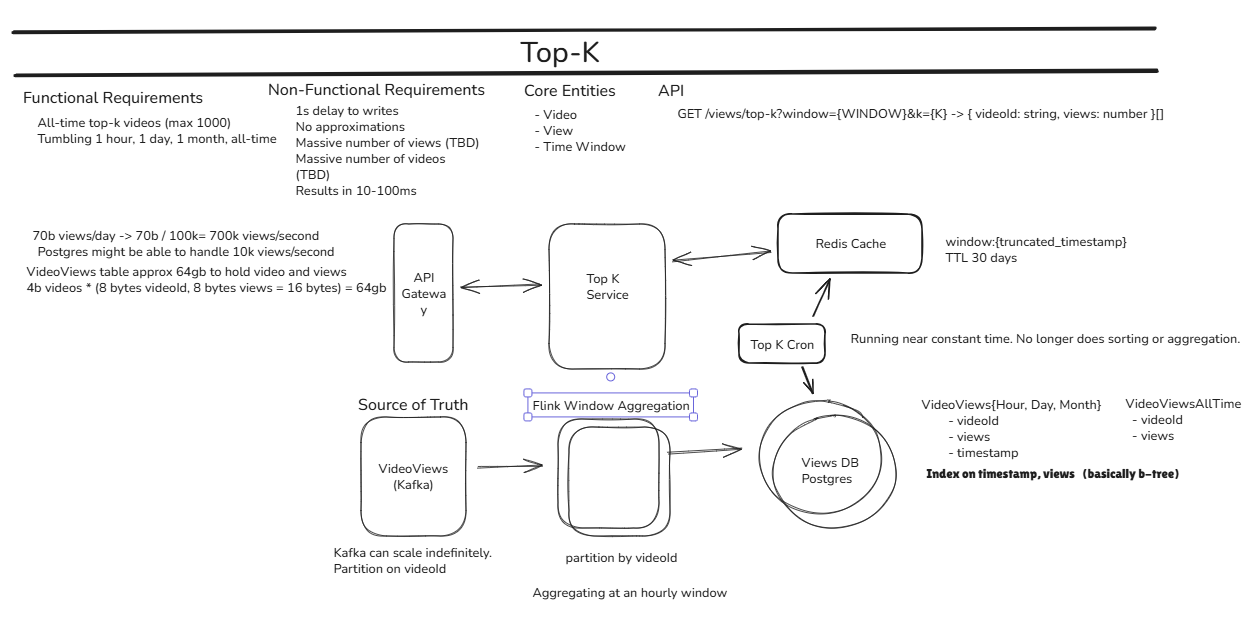 Top-K
Functional Requirements
All-time top-k videos (max 1000)
Tumbling 1 hour, 1 day, 1 month, all-time
Non-Functional Requirements
1s delay to writes
No approximations
Massive number of views (TBD)
Massive number of videos
(TBD)
Results in 10-100ms
Core Entities
- Video
- View
- Time Window
API
GET /views/top-k?window={WINDOW}&k={K} -> { videoId: string, views: number }[]
70b views/day -> 70b / 100k= 700k views/second
Postgres might be able to handle 10k views/second
VideoViews table approx 64gb to hold video and views
4b videos * (8 bytes videoId, 8 bytes views = 16 bytes) = 64gb
API
Gatewa
y
Top K
Service
Redis Cache
window:{truncated_timestamp}
TTL 30 days
Top K Cron
Running near constant time. No longer does sorting or aggregation.
Source of Truth
VideoViews
(Kafka)
Kafka can scale indefinitely.
Partition on videoId
Flink Window Aggregation
partition by videoId
Aggregating at an hourly window
Views DB
Postgres
VideoViews{Hour, Day, Month}
- videoId
- views
- timestamp
VideoViewsAllTime
- videoId
- views
Index on timestamp, views (basically b-tree)